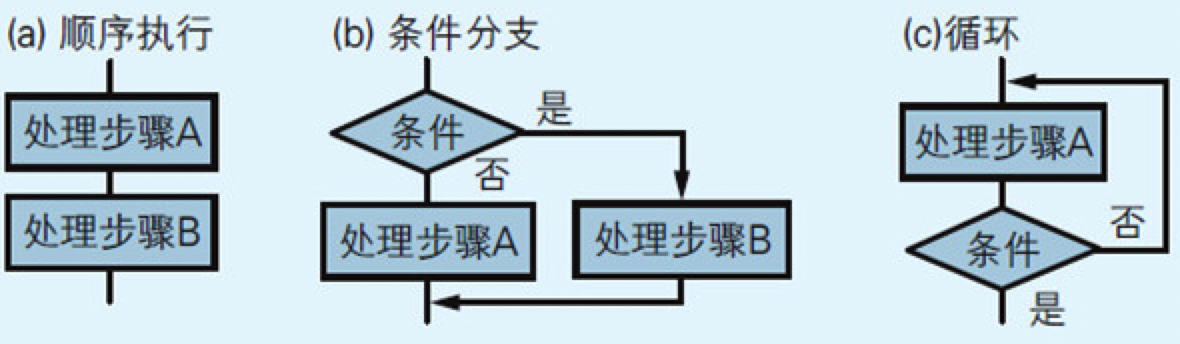 (a) 顺序执行
处理步骤A
处理步骤B
(b) 条件分支
条件
是
否
处理步骤A
处理步骤B
(c)循环
处理步骤A
条件
否
是